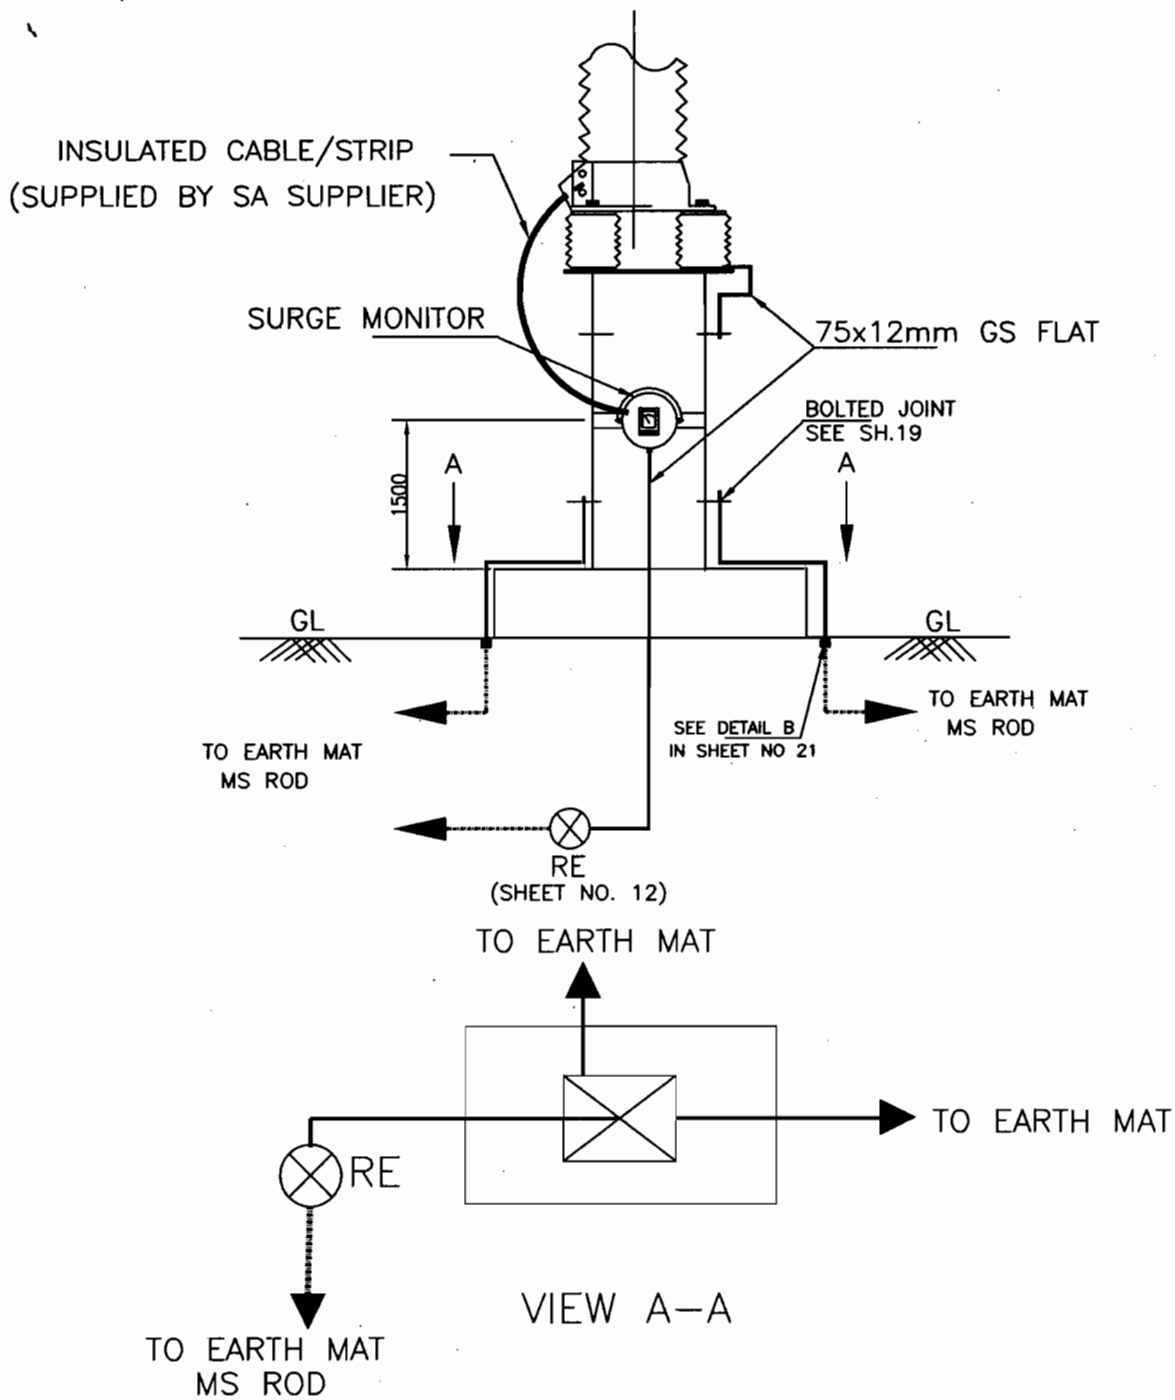 INSULATED CABLE/STRIP
(SUPPLIED BY SA SUPPLIER)
SURGE MONITOR
75x12mm GS FLAT
BOLTED JOINT
SEE SH.19
A
A
1500
GL
GL
TO EARTH MAT
MS ROD
SEE DETAIL B
IN SHEET NO 21
TO EARTH MAT
MS ROD
RE
(SHEET NO. 12)
TO EARTH MAT
TO EARTH MAT
RE
VIEW A-A
TO EARTH MAT
MS ROD